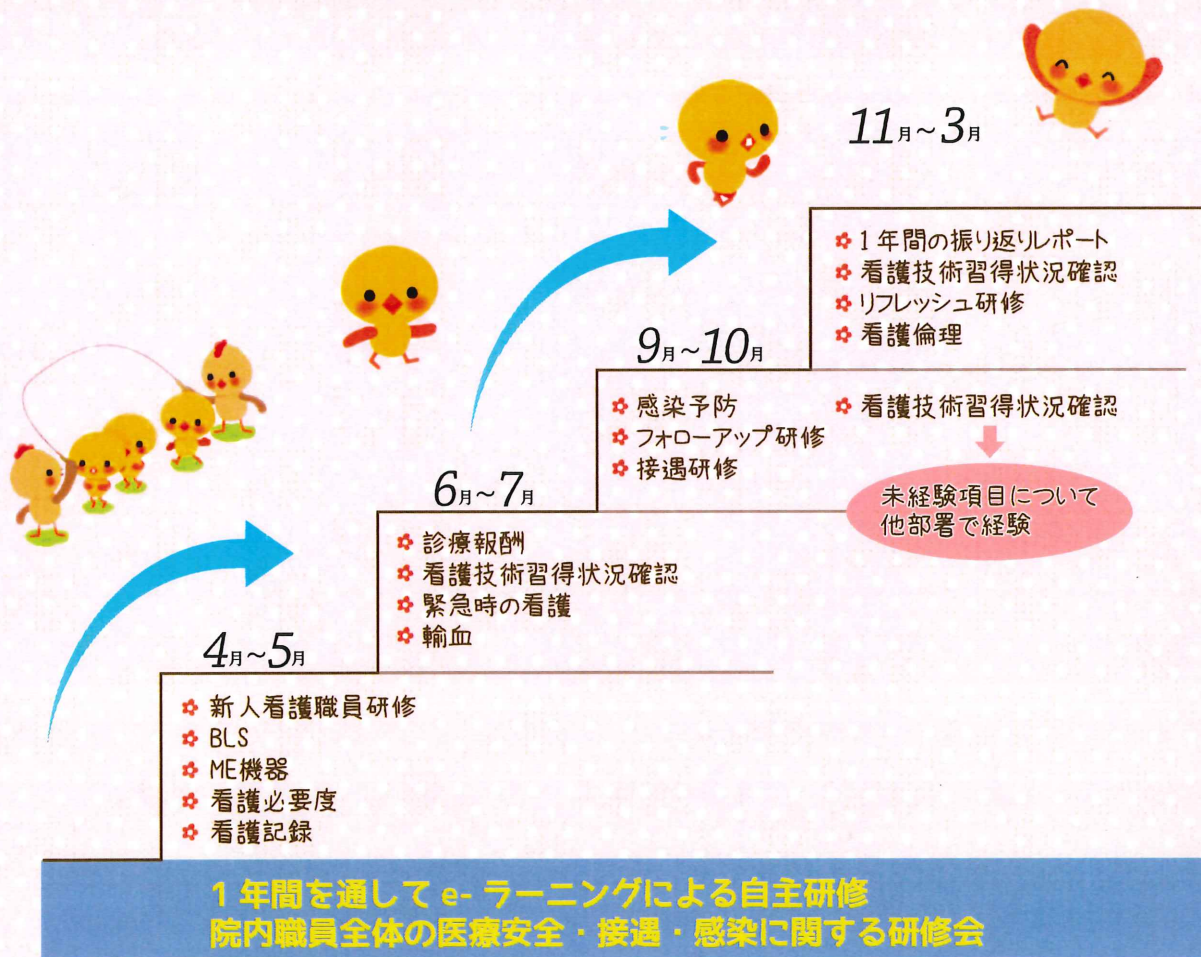 11月～3月
1年間の振り返りレポート
看護技術習得状況確認
リフレッシュ研修
看護倫理
9月～10月
感染予防
フォローアップ研修
接遇研修
看護技術習得状況確認
未経験項目について
他部署で経験
6月～7月
診療報酬
看護技術習得状況確認
緊急時の看護
輸血
4月～5月
新人看護職員研修
BLS
ME機器
看護必要度
看護記録
1年間を通してe-ラーニングによる自主研修
院内職員全体の医療安全・接遇・感染に関する研修会